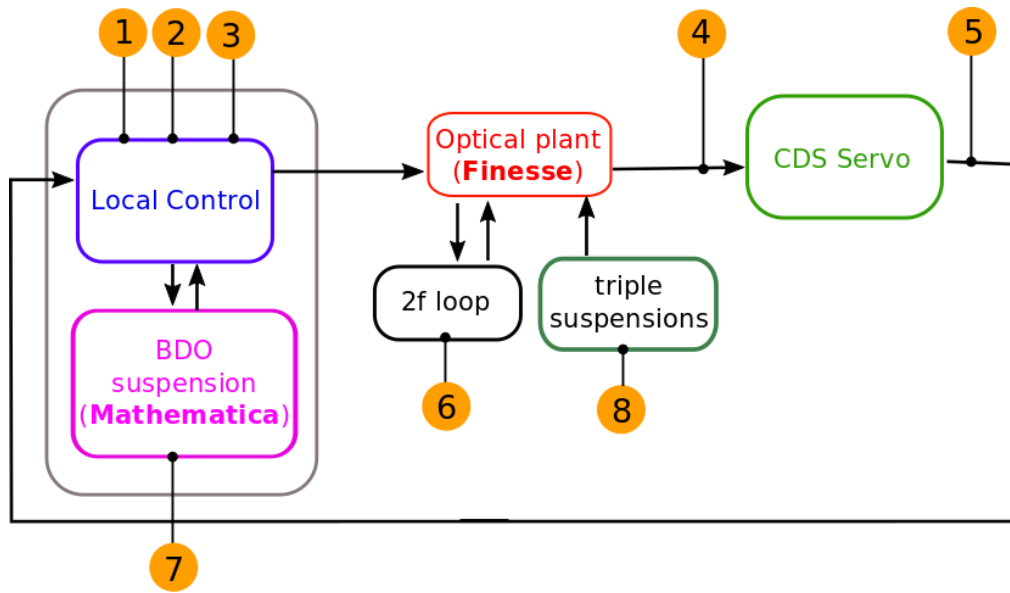 1
2
3
4
5
Local Control
Optical plant
(Finesse)
CDS Servo
BDO
suspension
(Mathematica)
2f loop
triple
suspensions
6
8
7